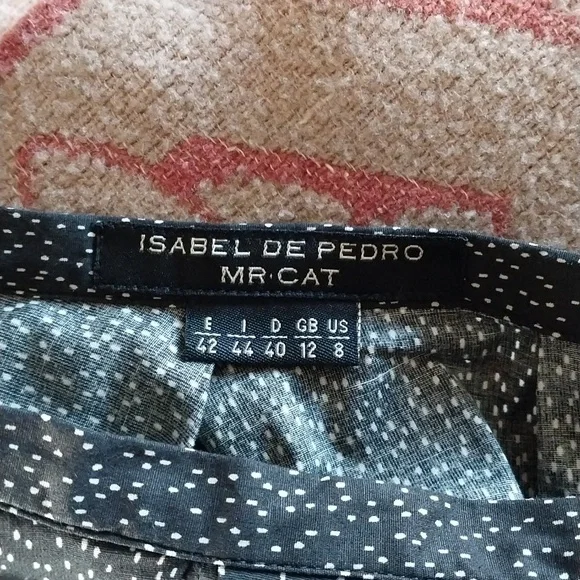 ISABEL DE PEDRO
MR·CAT
E I D GB US
42 44 40 12 8